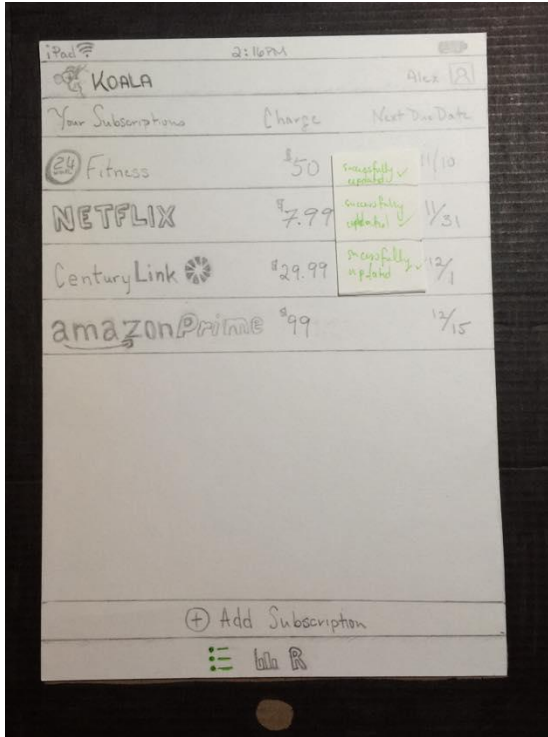 iPad 2:16PM
KOALA Alex
Your Subscriptions Charge Next Due Date
24 Fitness $50 Successfully updated ✓ 11/10
NETFLIX $7.99 successfully updated ✓ 11/31
CenturyLink $29.99 successfully updated ✓ 12/1
amazonPrime $99 12/15
+ Add Subscription
R